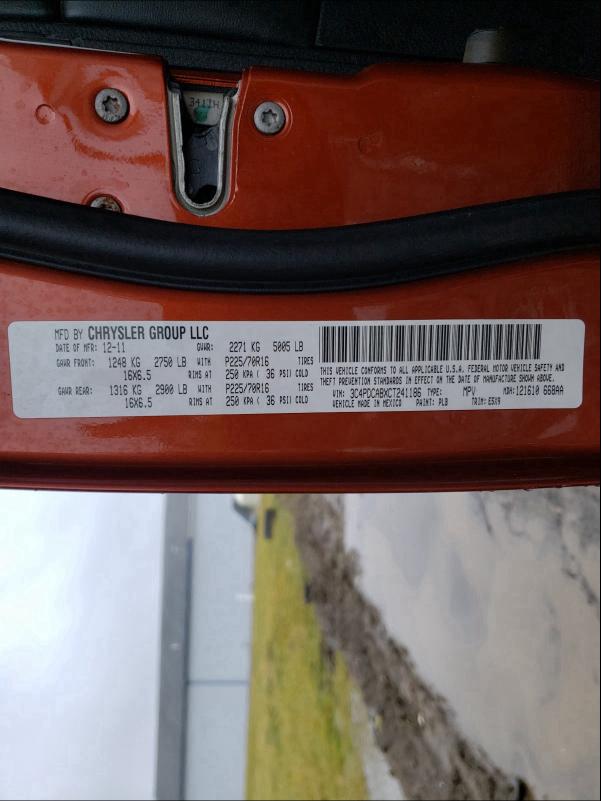 3411H
MFD BY CHRYSLER GROUP LLC
DATE OF MFR: 12-11 GVWR: 2271 KG 5005 LB
GAWR FRONT: 1248 KG 2750 LB WITH P225/70R16 TIRES
16X6.5 RIMS AT 250 KPA ( 36 PSI) COLD
GAWR REAR: 1316 KG 2900 LB WITH P225/70R16 TIRES
16X6.5 RIMS AT 250 KPA ( 36 PSI) COLD
THIS VEHICLE CONFORMS TO ALL APPLICABLE U.S.A. FEDERAL MOTOR VEHICLE SAFETY AND
THEFT PREVENTION STANDARDS IN EFFECT ON THE DATE OF MANUFACTURE SHOWN ABOVE.
VIN: 3C4PDCABXCT241186 TYPE: MPV MDH: 121610 668AA
VEHICLE MADE IN MEXICO PAINT: PLB TRIM: E5X9